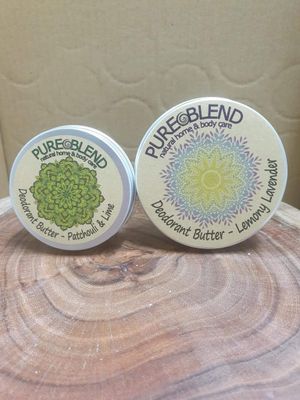 PURE BLEND
natural home & body care
Deodorant Butter - Patchouli & Lime
PURE BLEND
natural home & body care
Deodorant Butter - Lemony Lavender